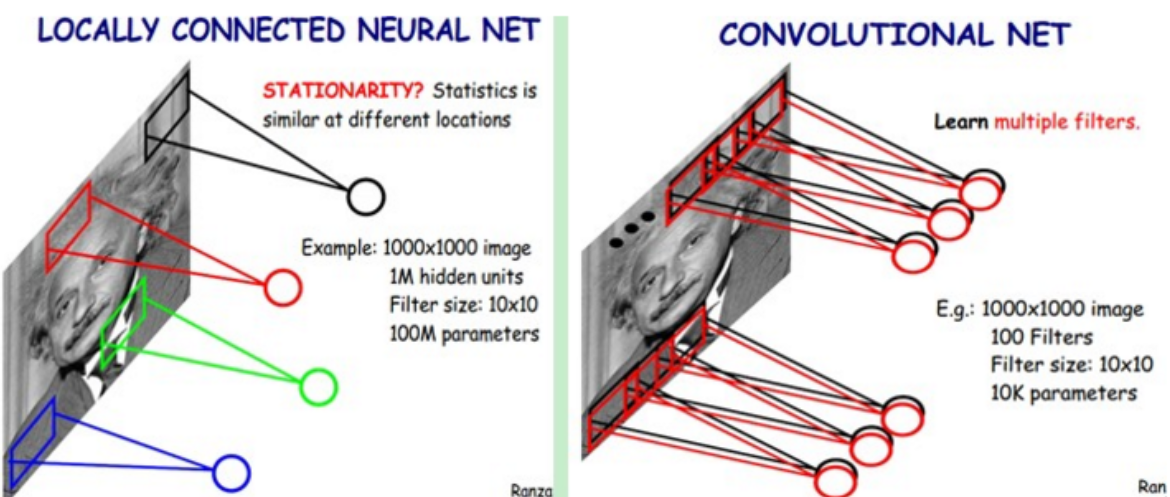 LOCALLY CONNECTED NEURAL NET
STATIONARITY? Statistics is
similar at different locations
Example: 1000x1000 image
1M hidden units
Filter size: 10x10
100M parameters
Ranza
CONVOLUTIONAL NET
Learn multiple filters.
E.g.: 1000x1000 image
100 Filters
Filter size: 10x10
10K parameters
Ran